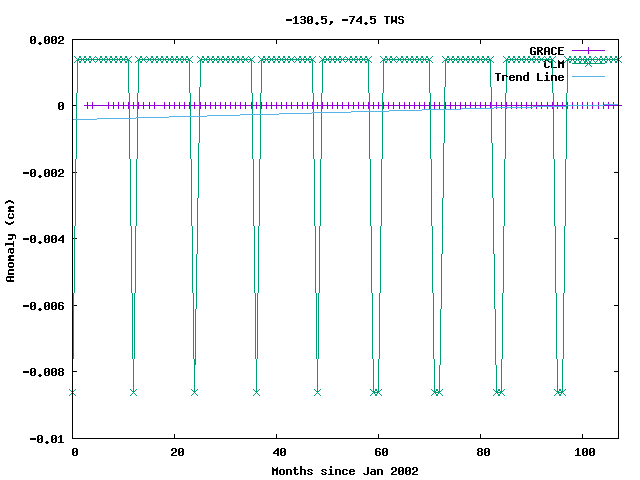 -130.5, -74.5 TWS
GRACE
CLM
Trend Line
0.002
0
-0.002
-0.004
-0.006
-0.008
-0.01
Anomaly (cm)
0 20 40 60 80 100
Months since Jan 2002